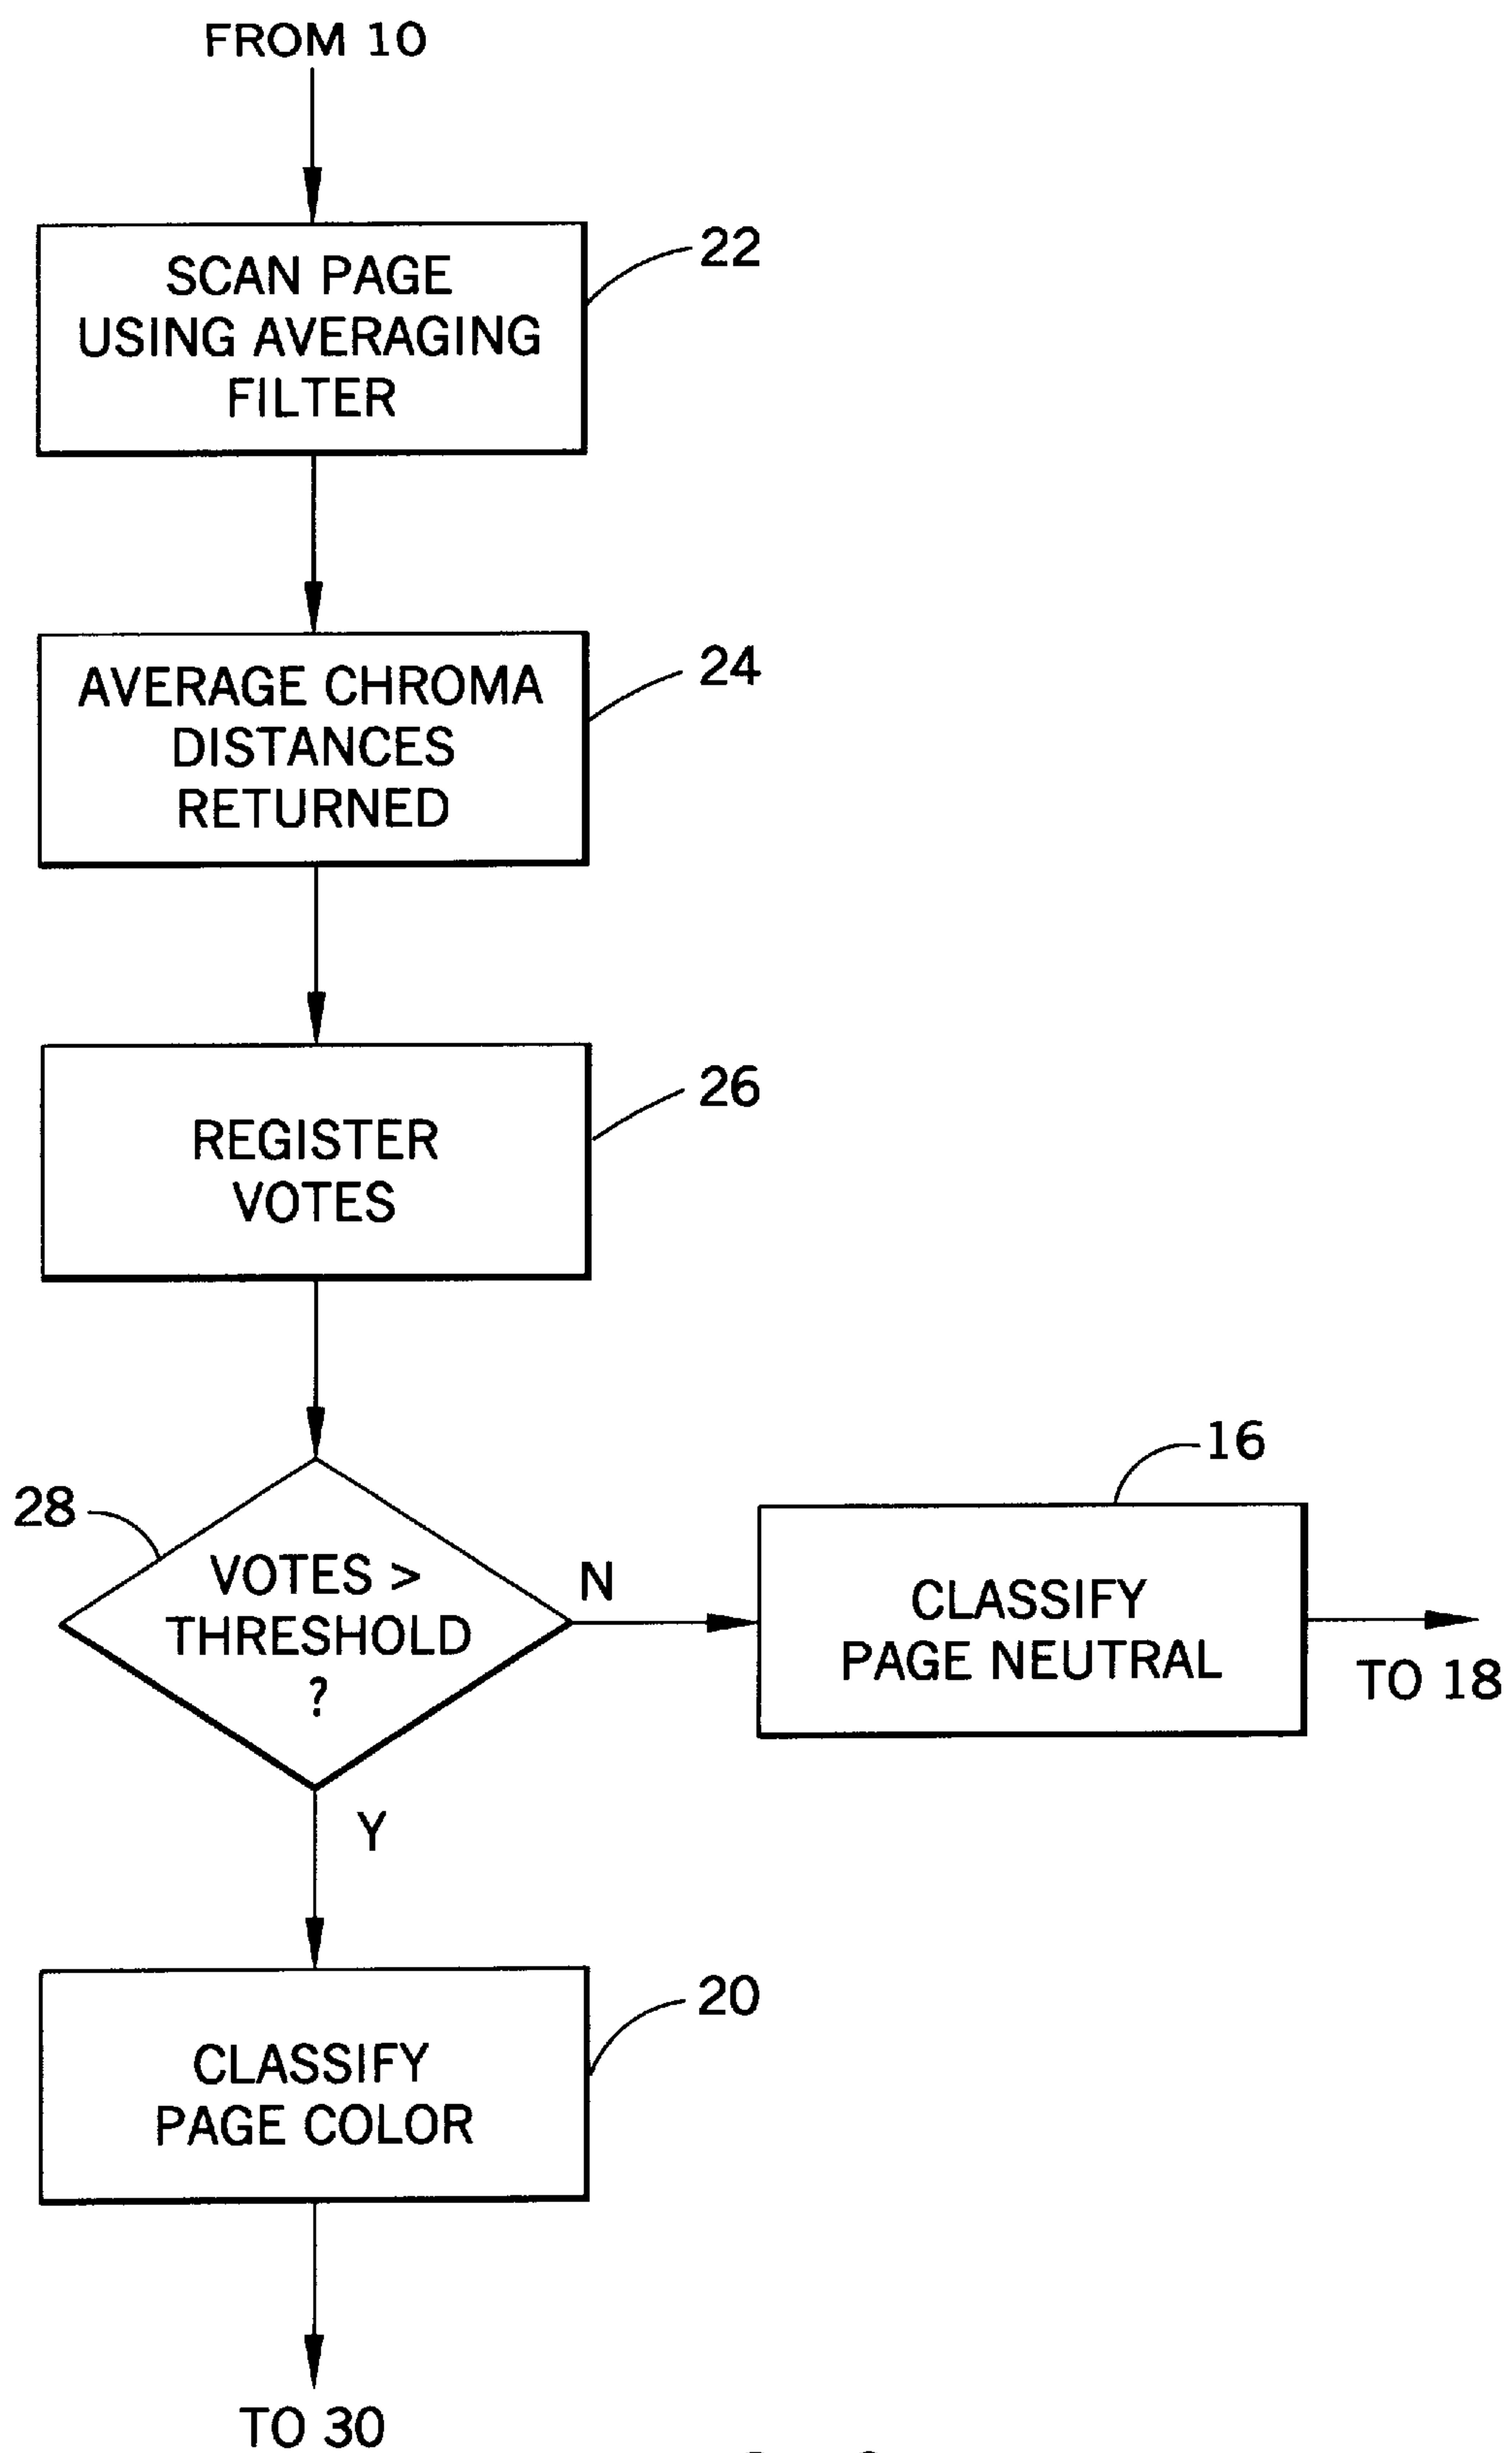 FROM 10
SCAN PAGE
USING AVERAGING
FILTER
22
AVERAGE CHROMA
DISTANCES
RETURNED
24
REGISTER
VOTES
26
28
VOTES >
THRESHOLD
?
N
16
CLASSIFY
PAGE NEUTRAL
TO 18
Y
CLASSIFY
PAGE COLOR
20
TO 30